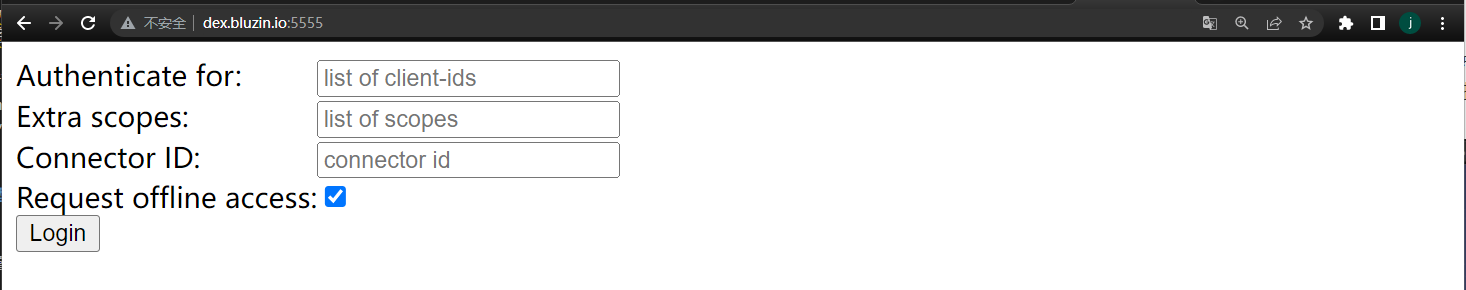 不安全 dex.bluzin.io:5555 j
Authenticate for: list of client-ids
Extra scopes: list of scopes
Connector ID: connector id
Request offline access:
Login